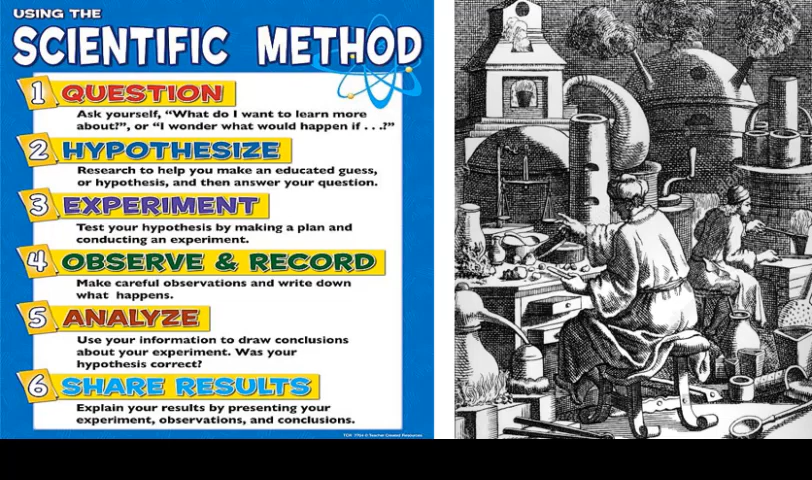 USING THE
SCIENTIFIC METHOD
1 QUESTION
Ask yourself, “What do I want to learn more
about?”, or “I wonder what would happen if . . .?”
2 HYPOTHESIZE
Research to help you make an educated guess,
or hypothesis, and then answer your question.
3 EXPERIMENT
Test your hypothesis by making a plan and
conducting an experiment.
4 OBSERVE & RECORD
Make careful observations and write down
what happens.
5 ANALYZE
Use your information to draw conclusions
about your experiment. Was your
hypothesis correct?
6 SHARE RESULTS
Explain your results by presenting your
experiment, observations, and conclusions.